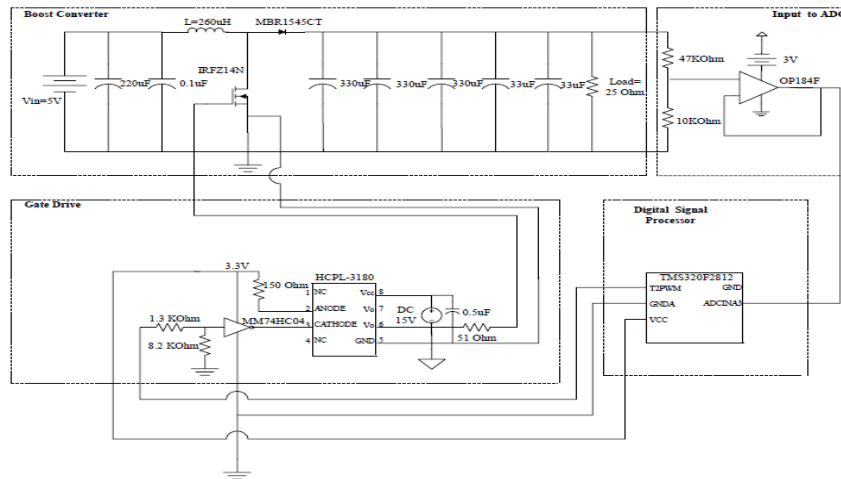 Boost Converter
Input to ADC
L=260uH
MBR1545CT
IRFZ14N
Vin=5V
220uF
0.1uF
330uF
330uF
330uF
33uF
33uF
Load=
25 Ohm
47KOhm
10KOhm
3V
OP184F
Gate Drive
3.3V
150 Ohm
1.3 KOhm
8.2 KOhm
MM74HC04
HCPL-3180
1 NC
2 ANODE
3 CATHODE
4 NC
Vcc 8
Vo 7
Vo 6
GND 5
DC
15V
0.5uF
51 Ohm
Digital Signal
Processor
TMS320F2812
T2PWM
GND
GNDA
ADCINA3
VCC